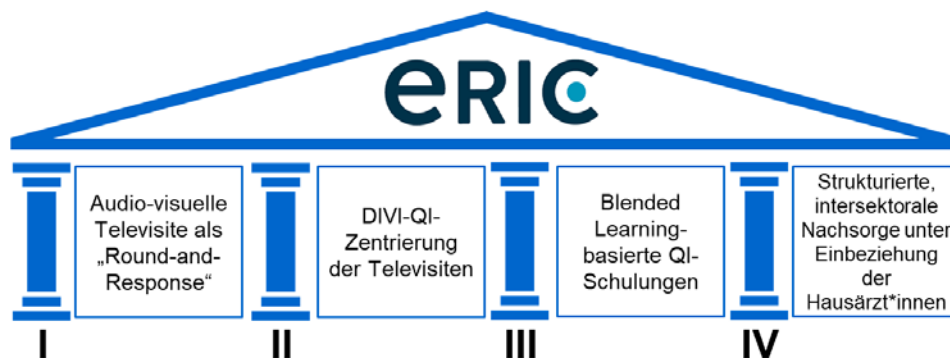 eRIC
Audio-visuelle
Televisite als
„Round-and-
Response“
DIVI-QI-
Zentrierung
der Televisiten
Blended
Learning-
basierte QI-
Schulungen
Strukturierte,
intersektorale
Nachsorge unter
Einbeziehung
der
Hausärzt*innen
I
II
III
IV